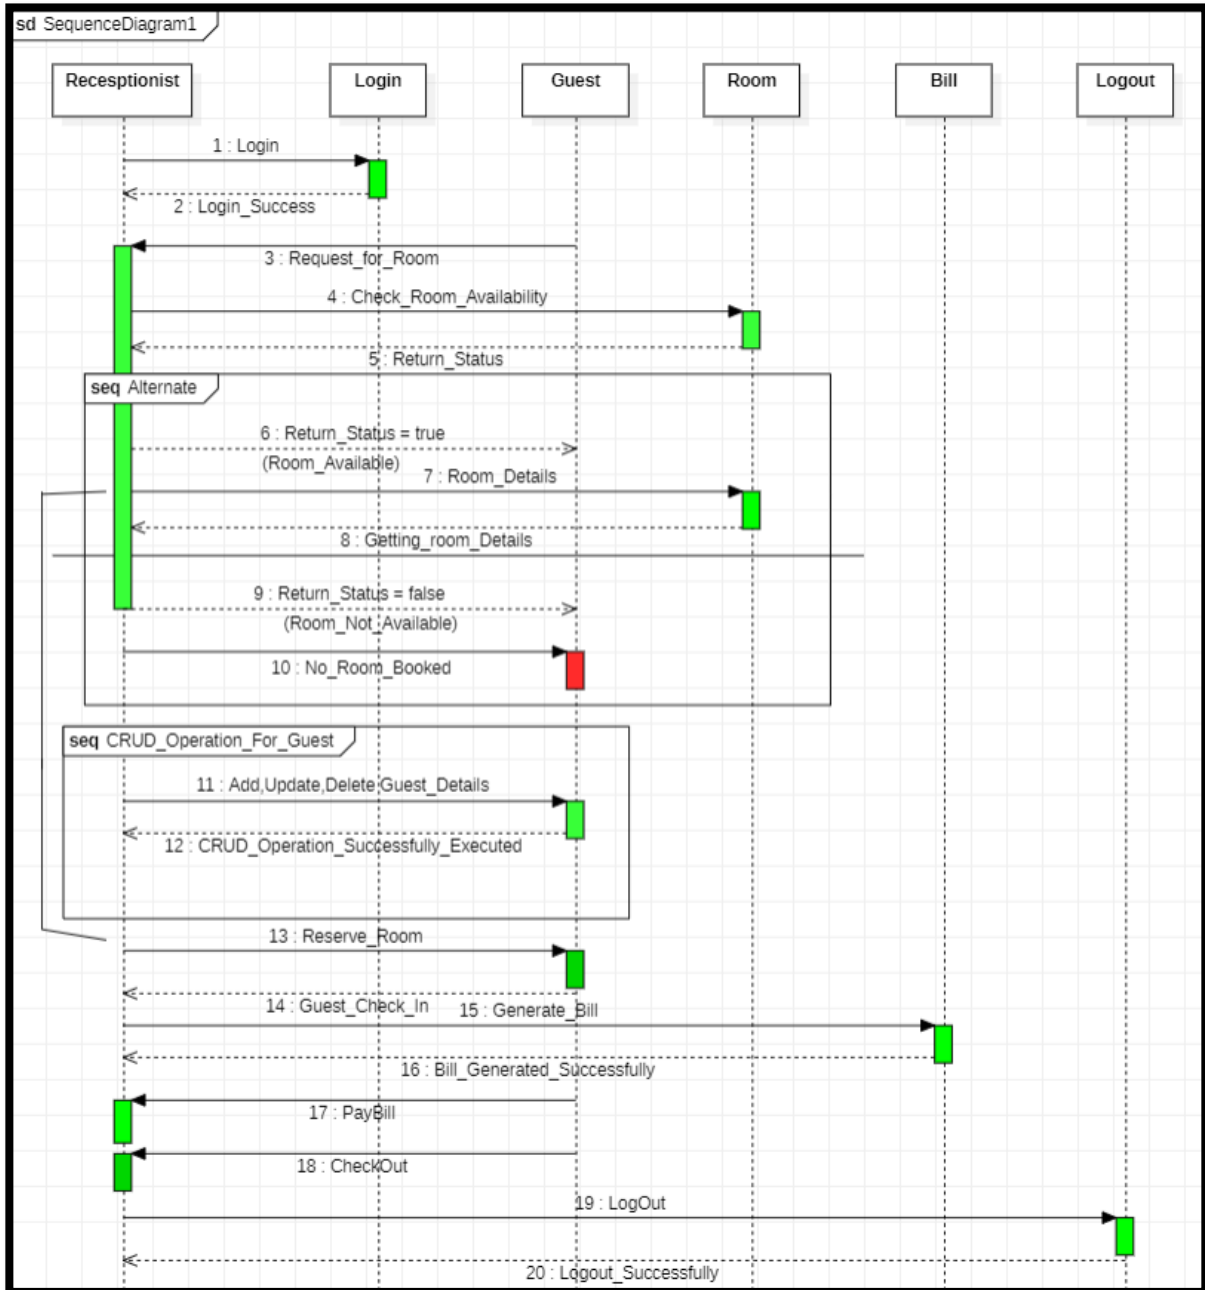 sd SequenceDiagram1
Recesptionist
Login
Guest
Room
Bill
Logout
1 : Login
2 : Login_Success
3 : Request_for_Room
4 : Check_Room_Availability
5 : Return_Status
seq Alternate
6 : Return_Status = true
(Room_Available)
7 : Room_Details
8 : Getting_room_Details
9 : Return_Status = false
(Room_Not_Available)
10 : No_Room_Booked
seq CRUD_Operation_For_Guest
11 : Add,Update,Delete Guest_Details
12 : CRUD_Operation_Successfully_Executed
13 : Reserve_Room
14 : Guest_Check_In
15 : Generate_Bill
16 : Bill_Generated_Successfully
17 : PayBill
18 : CheckOut
19 : LogOut
20 : Logout_Successfully